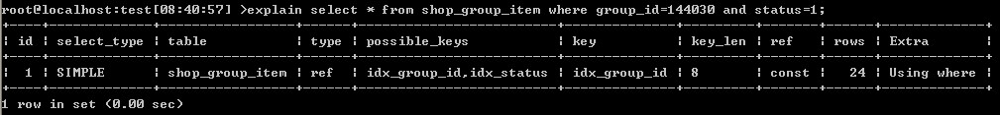 root@localhost:test[08:40:57] >explain select * from shop_group_item where group_id=144030 and status=1;
+----+-------------+-----------------+------+-------------------------+--------------+---------+-------+------+-------------+
| id | select_type | table           | type | possible_keys           | key          | key_len | ref   | rows | Extra       |
+----+-------------+-----------------+------+-------------------------+--------------+---------+-------+------+-------------+
|  1 | SIMPLE      | shop_group_item | ref  | idx_group_id,idx_status | idx_group_id | 8       | const |   24 | Using where |
+----+-------------+-----------------+------+-------------------------+--------------+---------+-------+------+-------------+
1 row in set (0.00 sec)